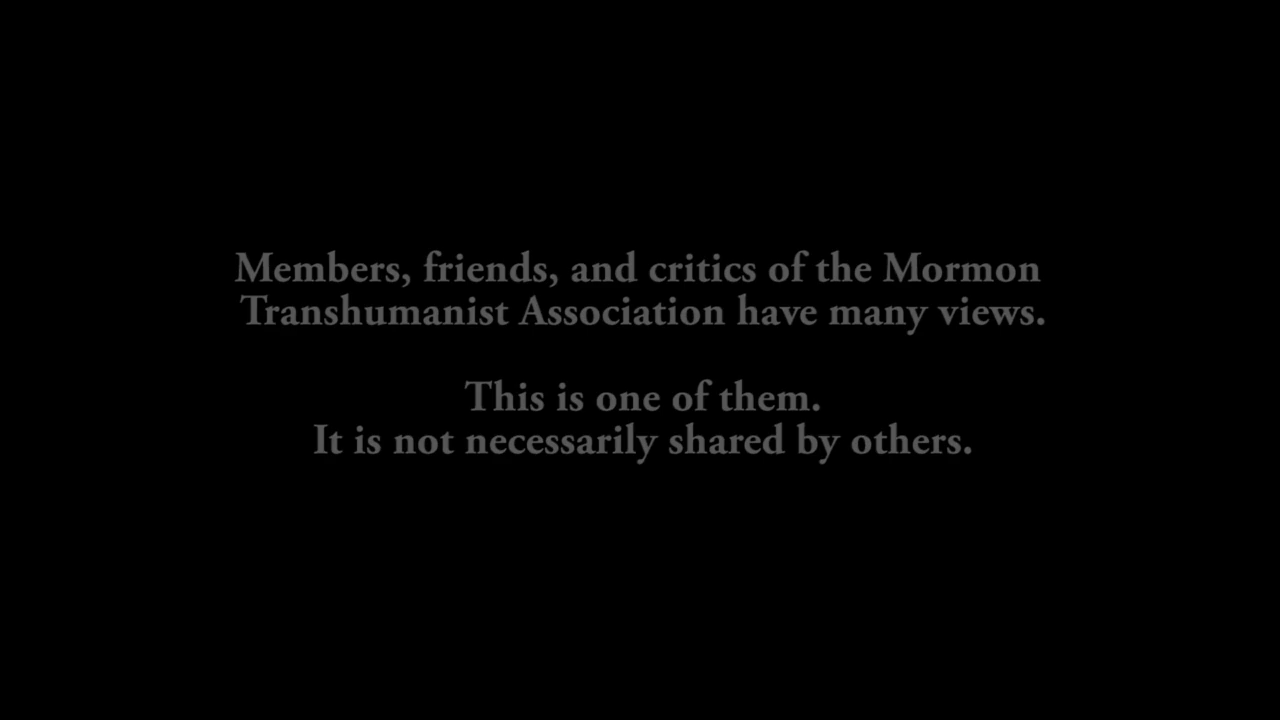 Members, friends, and critics of the Mormon
Transhumanist Association have many views.
This is one of them.
It is not necessarily shared by others.